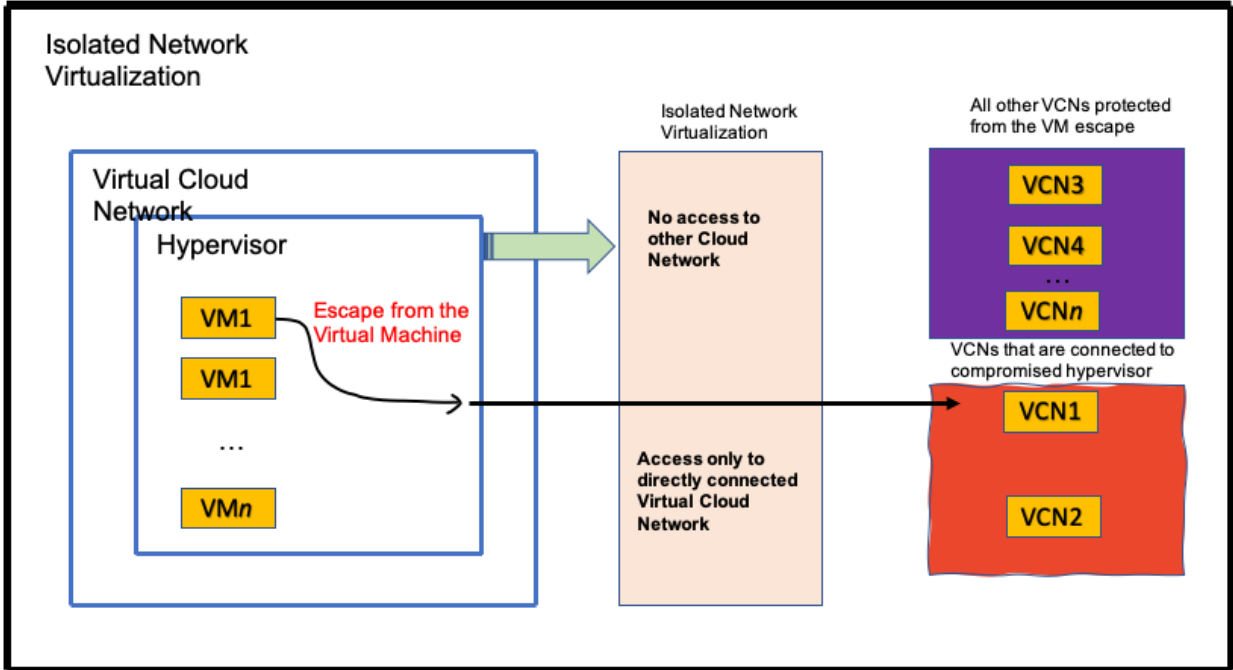 Isolated Network
Virtualization
Virtual Cloud
Network
Hypervisor
VM1
Escape from the
Virtual Machine
VM1
...
VMn
Isolated Network
Virtualization
No access to
other Cloud
Network
Access only to
directly connected
Virtual Cloud
Network
All other VCNs protected
from the VM escape
VCN3
VCN4
...
VCNn
VCNs that are connected to
compromised hypervisor
VCN1
VCN2